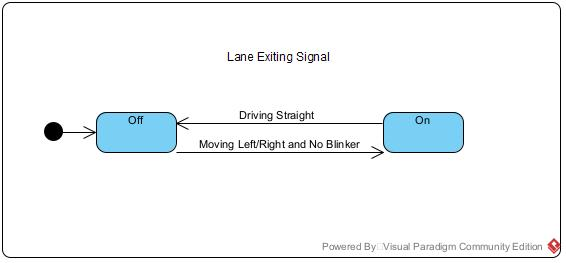 Lane Exiting Signal
Off
Driving Straight
On
Moving Left/Right and No Blinker
Powered By Visual Paradigm Community Edition